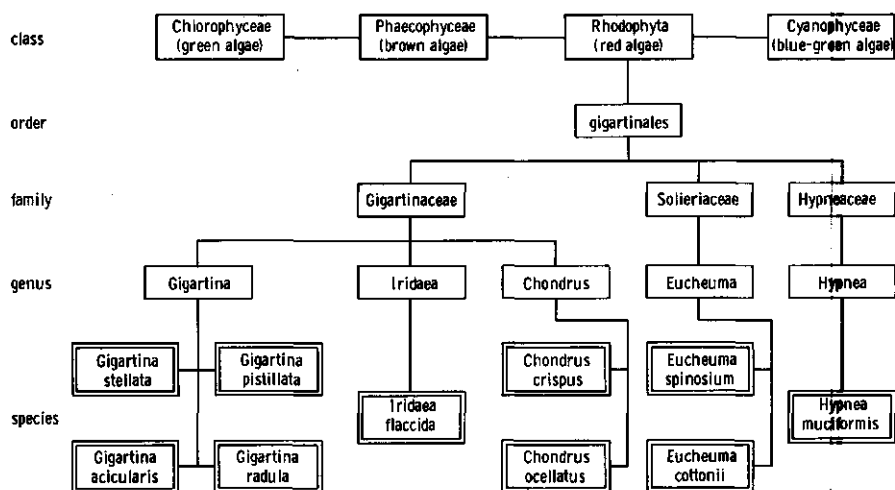 class
Chlorophyceae
(green algae)
Phaecophyceae
(brown algae)
Rhodophyta
(red algae)
Cyanophyceae
(blue-green algae)
order
gigartinales
family
Gigartinaceae
Solieriaceae
Hypneaceae
genus
Gigartina
Iridaea
Chondrus
Eucheuma
Hypnea
species
Gigartina
stellata
Gigartina
pistillata
Chondrus
crispus
Eucheuma
spinosium
Iridaea
flaccida
Hypnea
muciformis
Gigartina
acicularis
Gigartina
radula
Chondrus
ocellatus
Eucheuma
cottonii